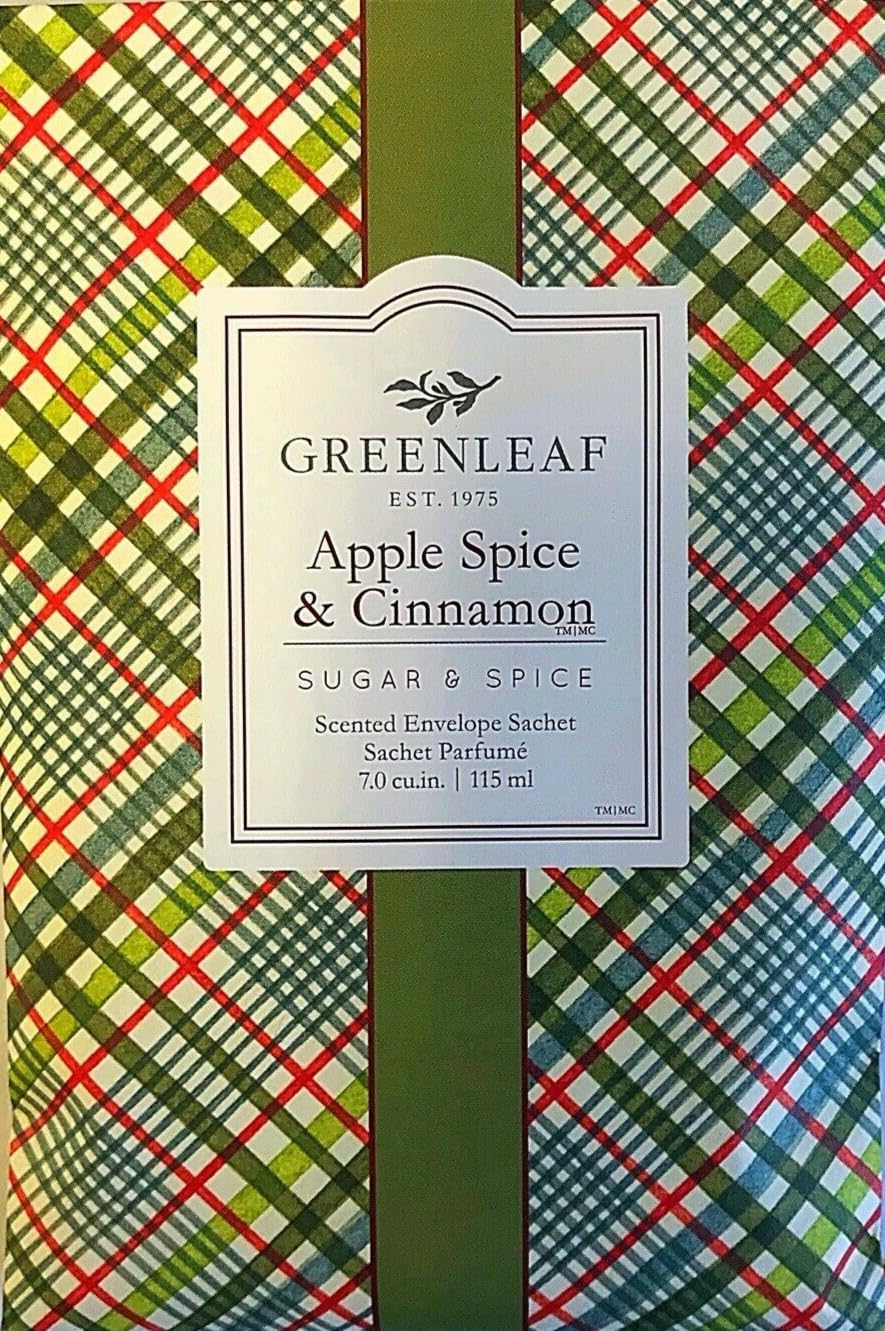 GREENLEAF
EST. 1975
Apple Spice
& Cinnamon
TM|MC
SUGAR & SPICE
Scented Envelope Sachet
Sachet Parfumé
7.0 cu.in. | 115 ml
TM|MC